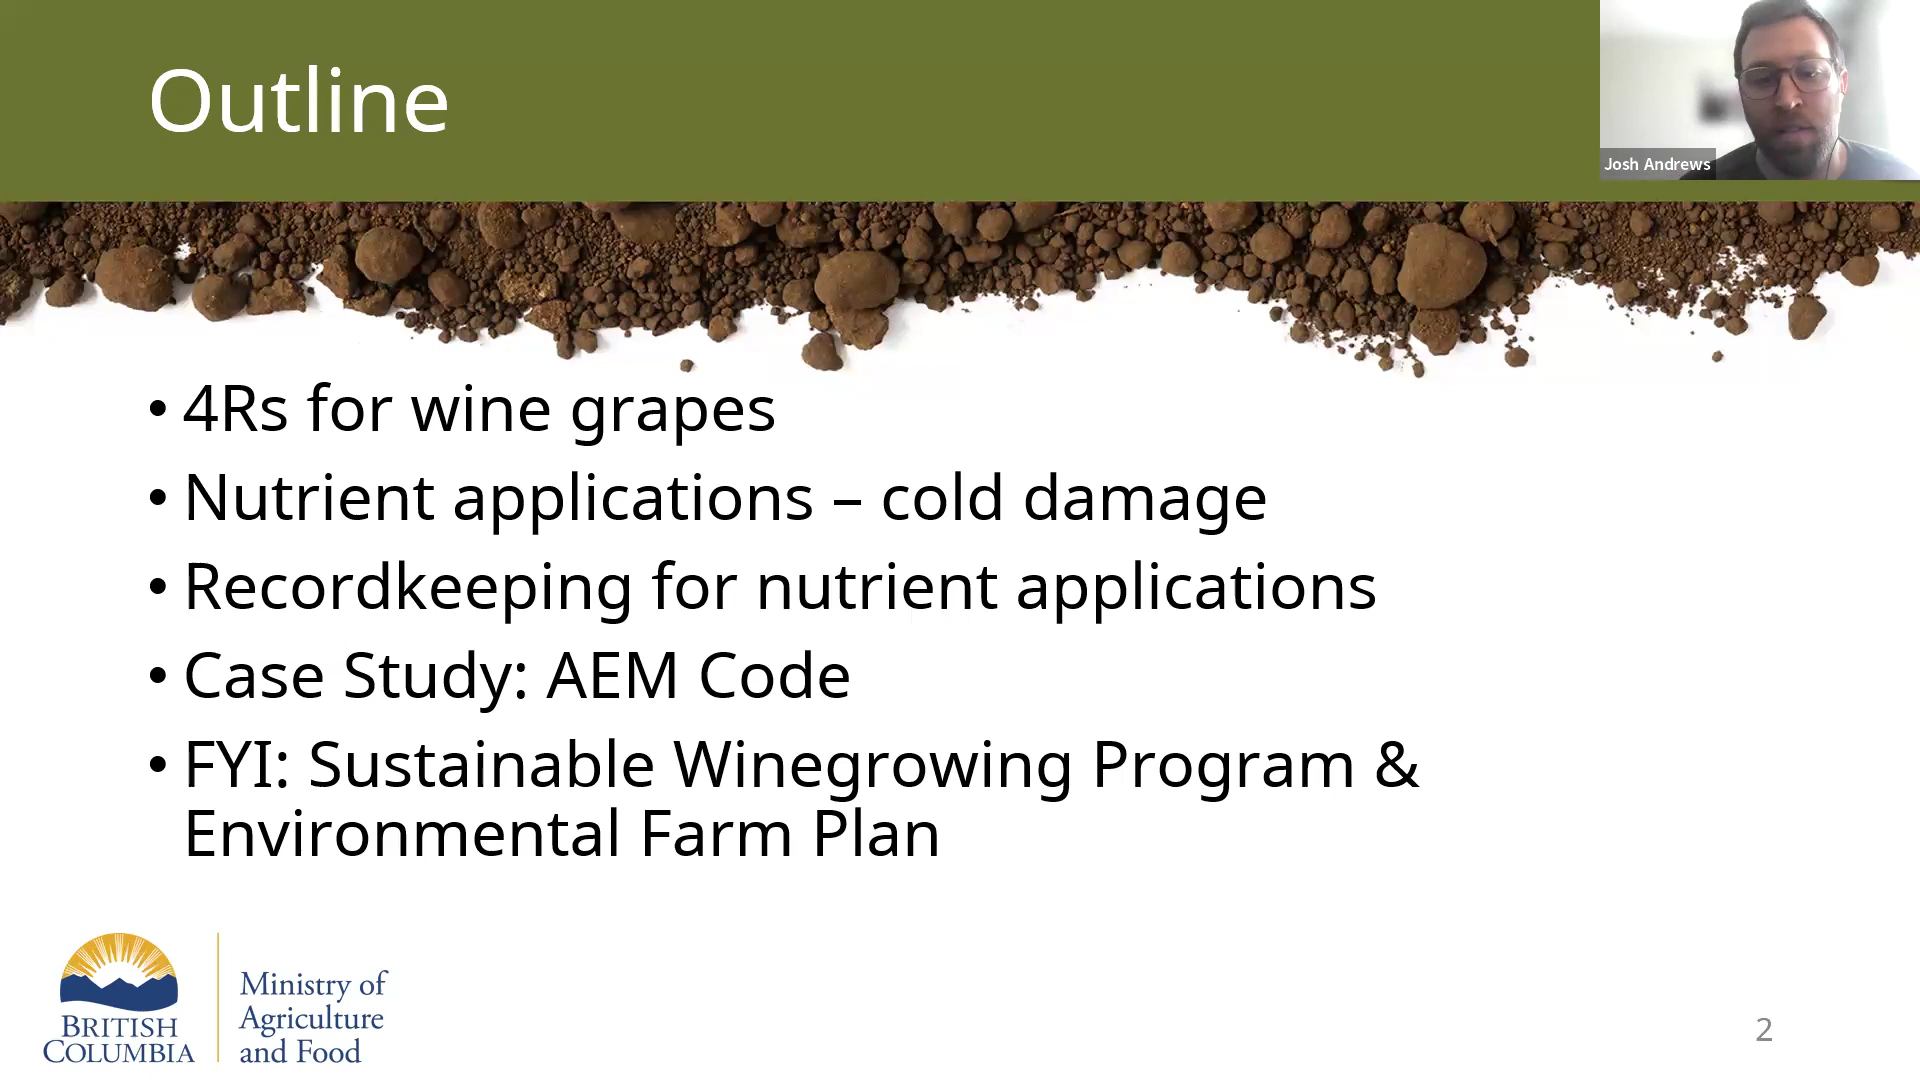 Outline
Josh Andrews
• 4Rs for wine grapes
• Nutrient applications – cold damage
• Recordkeeping for nutrient applications
• Case Study: AEM Code
• FYI: Sustainable Winegrowing Program &
Environmental Farm Plan
BRITISH
COLUMBIA
Ministry of
Agriculture
and Food
2